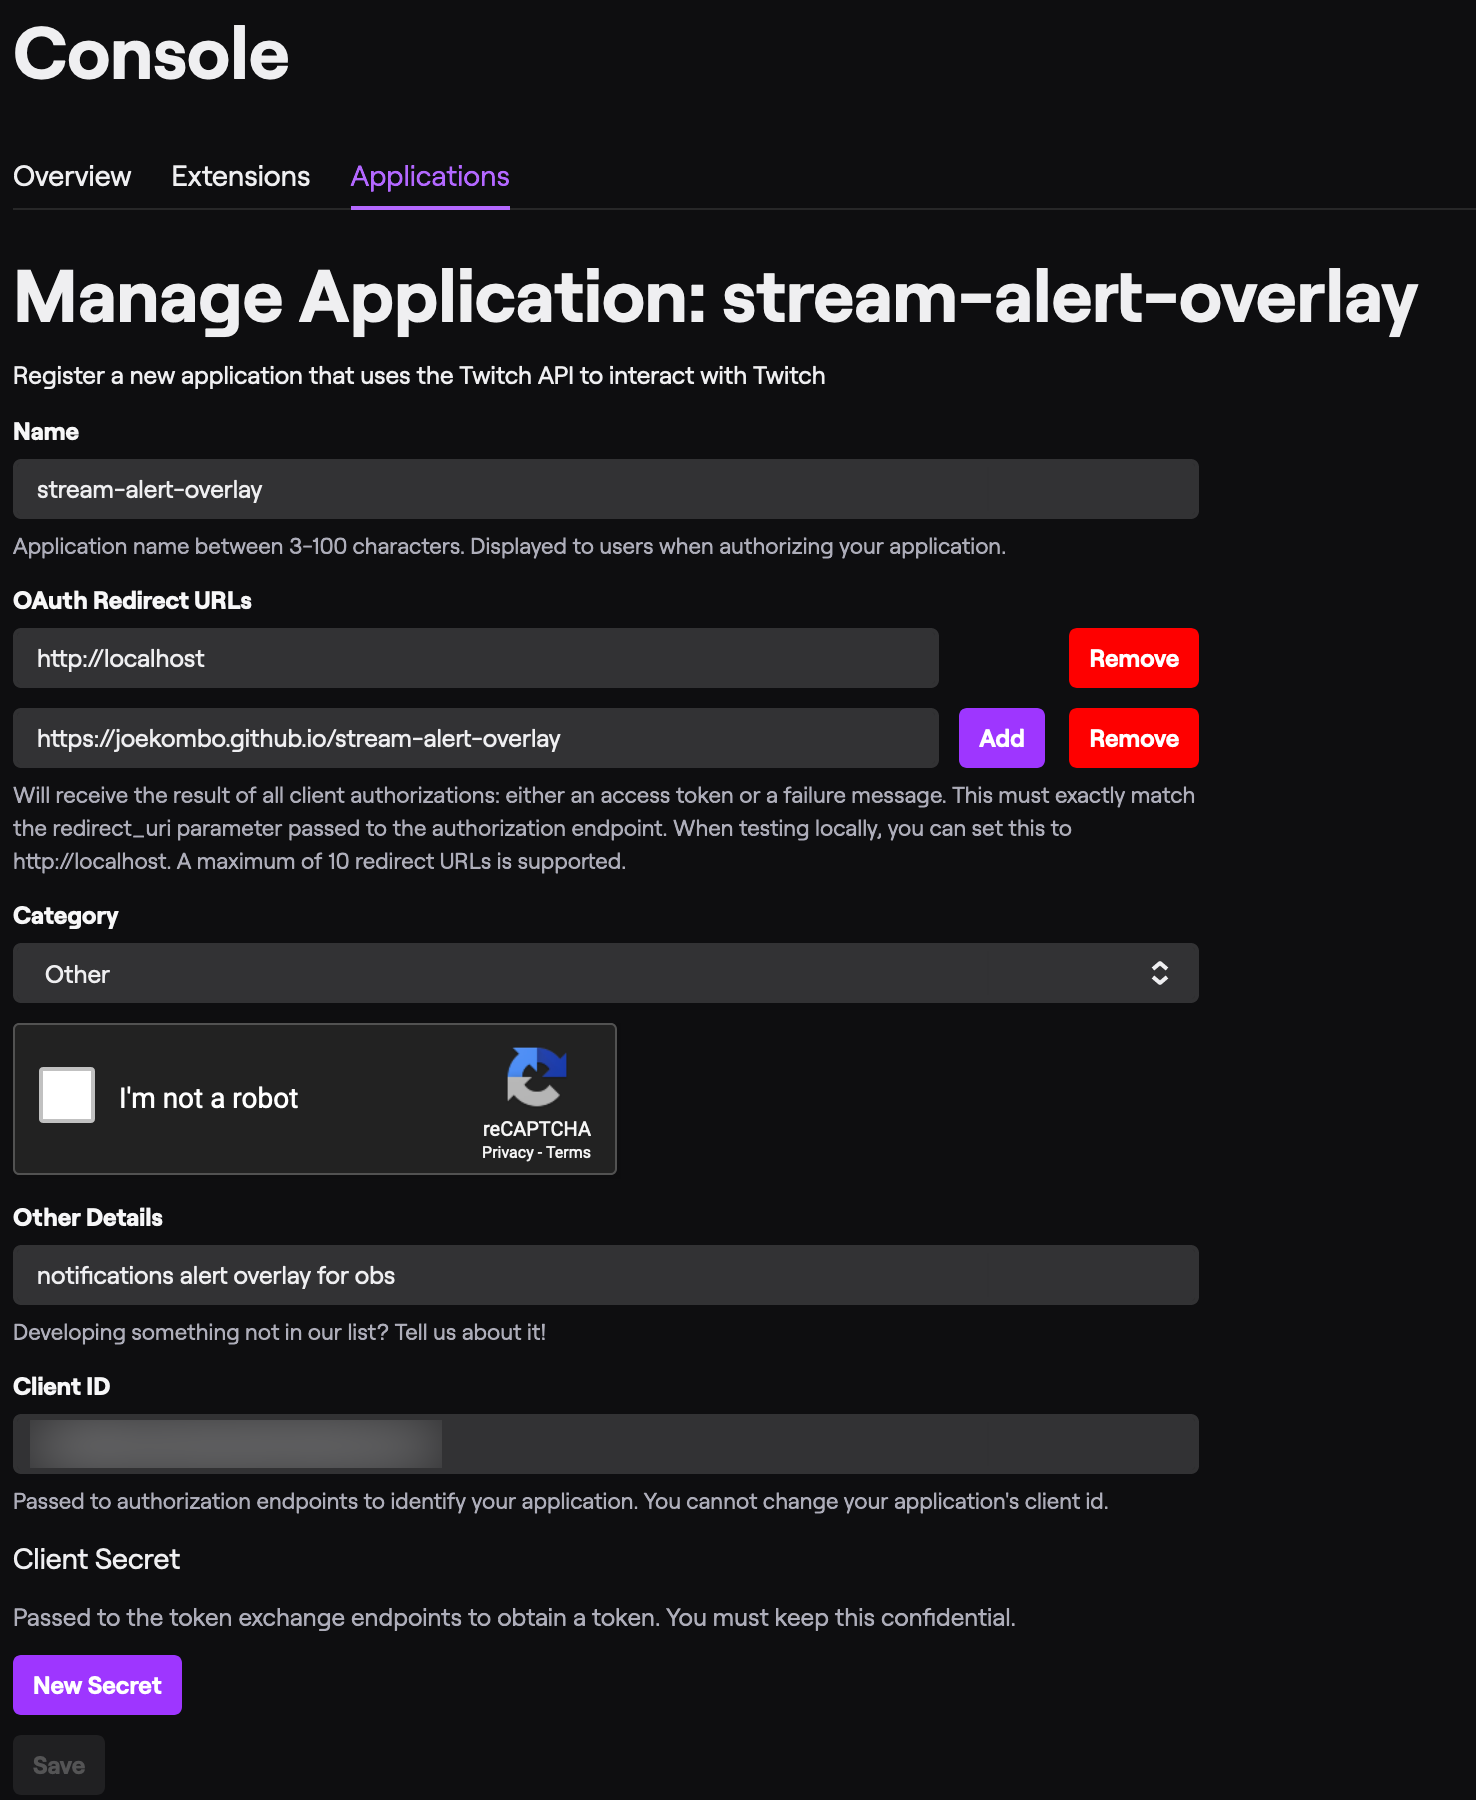 Console
Overview Extensions Applications
Manage Application: stream-alert-overlay
Register a new application that uses the Twitch API to interact with Twitch
Name
stream-alert-overlay
Application name between 3-100 characters. Displayed to users when authorizing your application.
OAuth Redirect URLs
http://localhost Remove
https://joekombo.github.io/stream-alert-overlay Add Remove
Will receive the result of all client authorizations: either an access token or a failure message. This must exactly match
the redirect_uri parameter passed to the authorization endpoint. When testing locally, you can set this to
http://localhost. A maximum of 10 redirect URLs is supported.
Category
Other
I'm not a robot
reCAPTCHA
Privacy - Terms
Other Details
notifications alert overlay for obs
Developing something not in our list? Tell us about it!
Client ID
Passed to authorization endpoints to identify your application. You cannot change your application's client id.
Client Secret
Passed to the token exchange endpoints to obtain a token. You must keep this confidential.
New Secret
Save